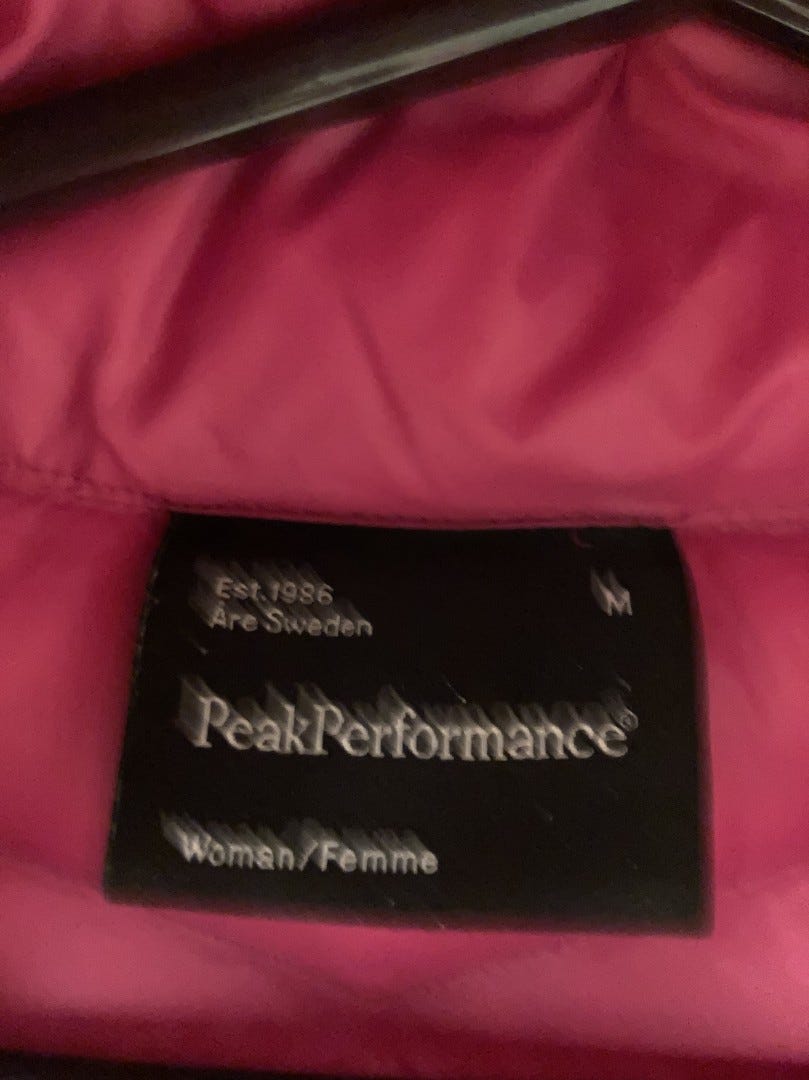 Est.1986
M
Åre Sweden
PeakPerformance®
Woman/Femme